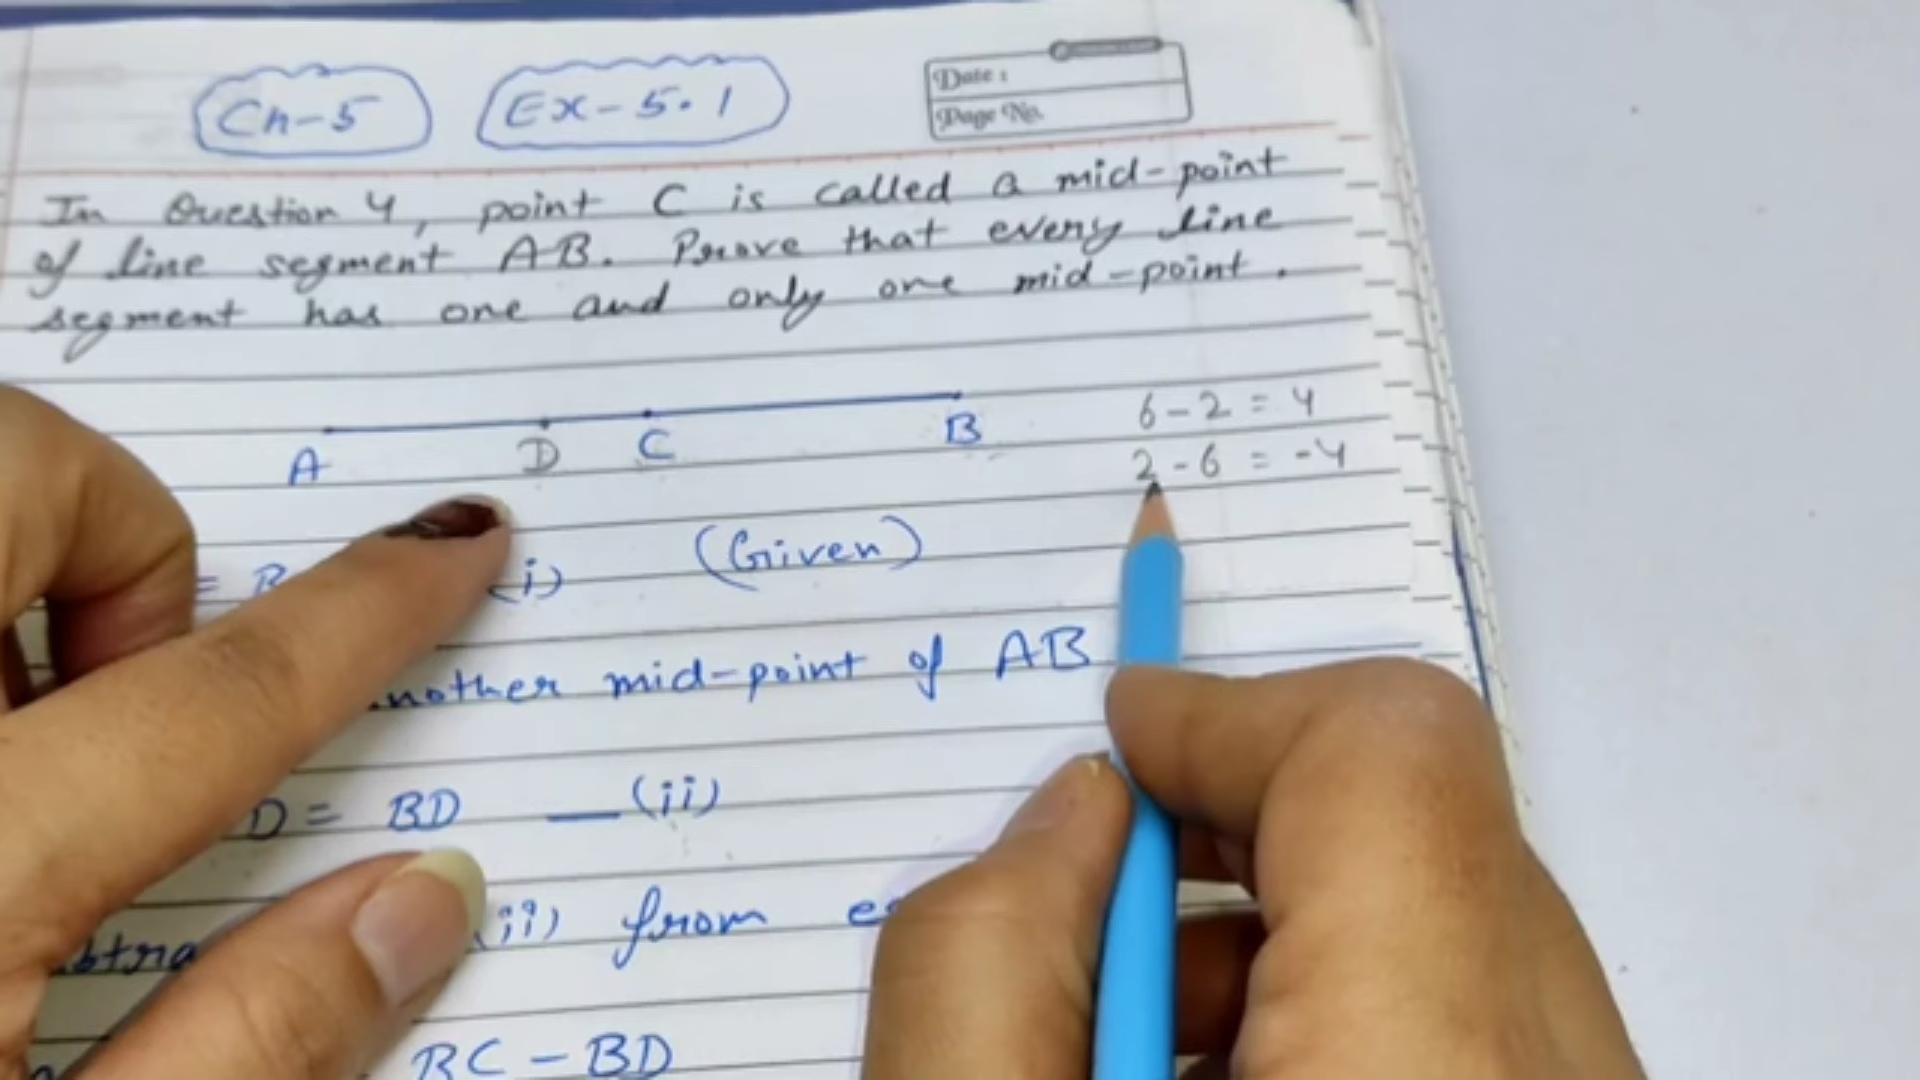 Ch-5 Ex-5.1
Date :
Page No.
In Question 4, point C is called a mid-point
of line segment AB. Prove that every line
segment has one and only one mid-point.
A D C B
6-2 = 4
2-6 = -4
= (i) (Given)
mid-point of AB
D = BD — (ii)
(ii) from
BC - BD